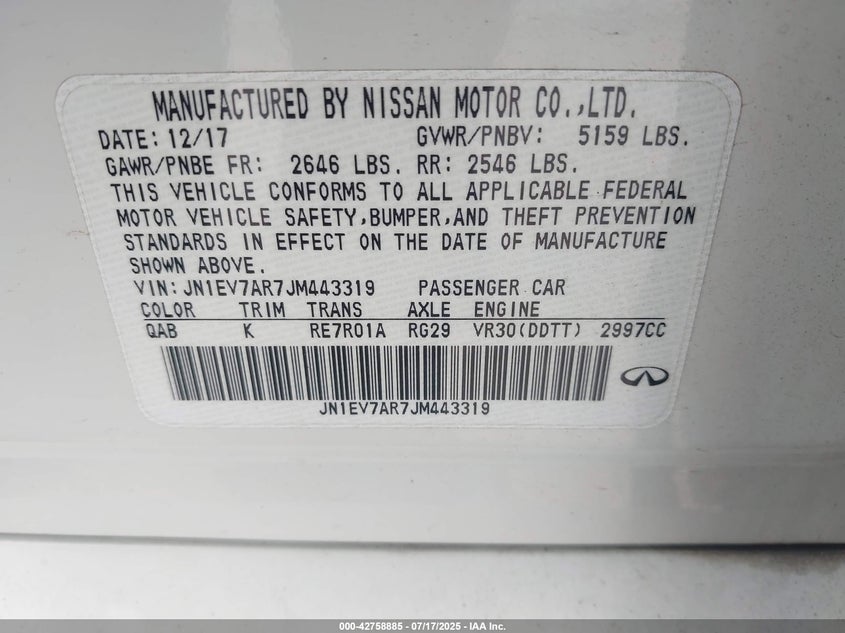 MANUFACTURED BY NISSAN MOTOR CO.,LTD.
DATE: 12/17 GVWR/PNBV: 5159 LBS.
GAWR/PNBE FR: 2646 LBS. RR: 2546 LBS.
THIS VEHICLE CONFORMS TO ALL APPLICABLE FEDERAL
MOTOR VEHICLE SAFETY,BUMPER,AND THEFT PREVENTION
STANDARDS IN EFFECT ON THE DATE OF MANUFACTURE
SHOWN ABOVE.
VIN: JN1EV7AR7JM443319 PASSENGER CAR
COLOR TRIM TRANS AXLE ENGINE
QAB K RE7R01A RG29 VR30(DDTT) 2997CC
JN1EV7AR7JM443319
000-42758885 - 07/17/2025 - IAA Inc.